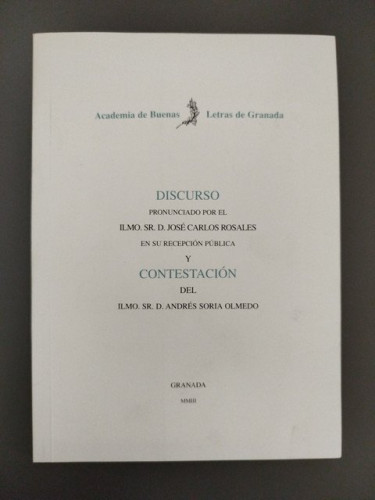 Academia de Buenas Letras de Granada
DISCURSO
PRONUNCIADO POR EL
ILMO. SR. D. JOSÉ CARLOS ROSALES
EN SU RECEPCIÓN PÚBLICA
Y
CONTESTACIÓN
DEL
ILMO. SR. D. ANDRÉS SORIA OLMEDO
GRANADA
MMIII